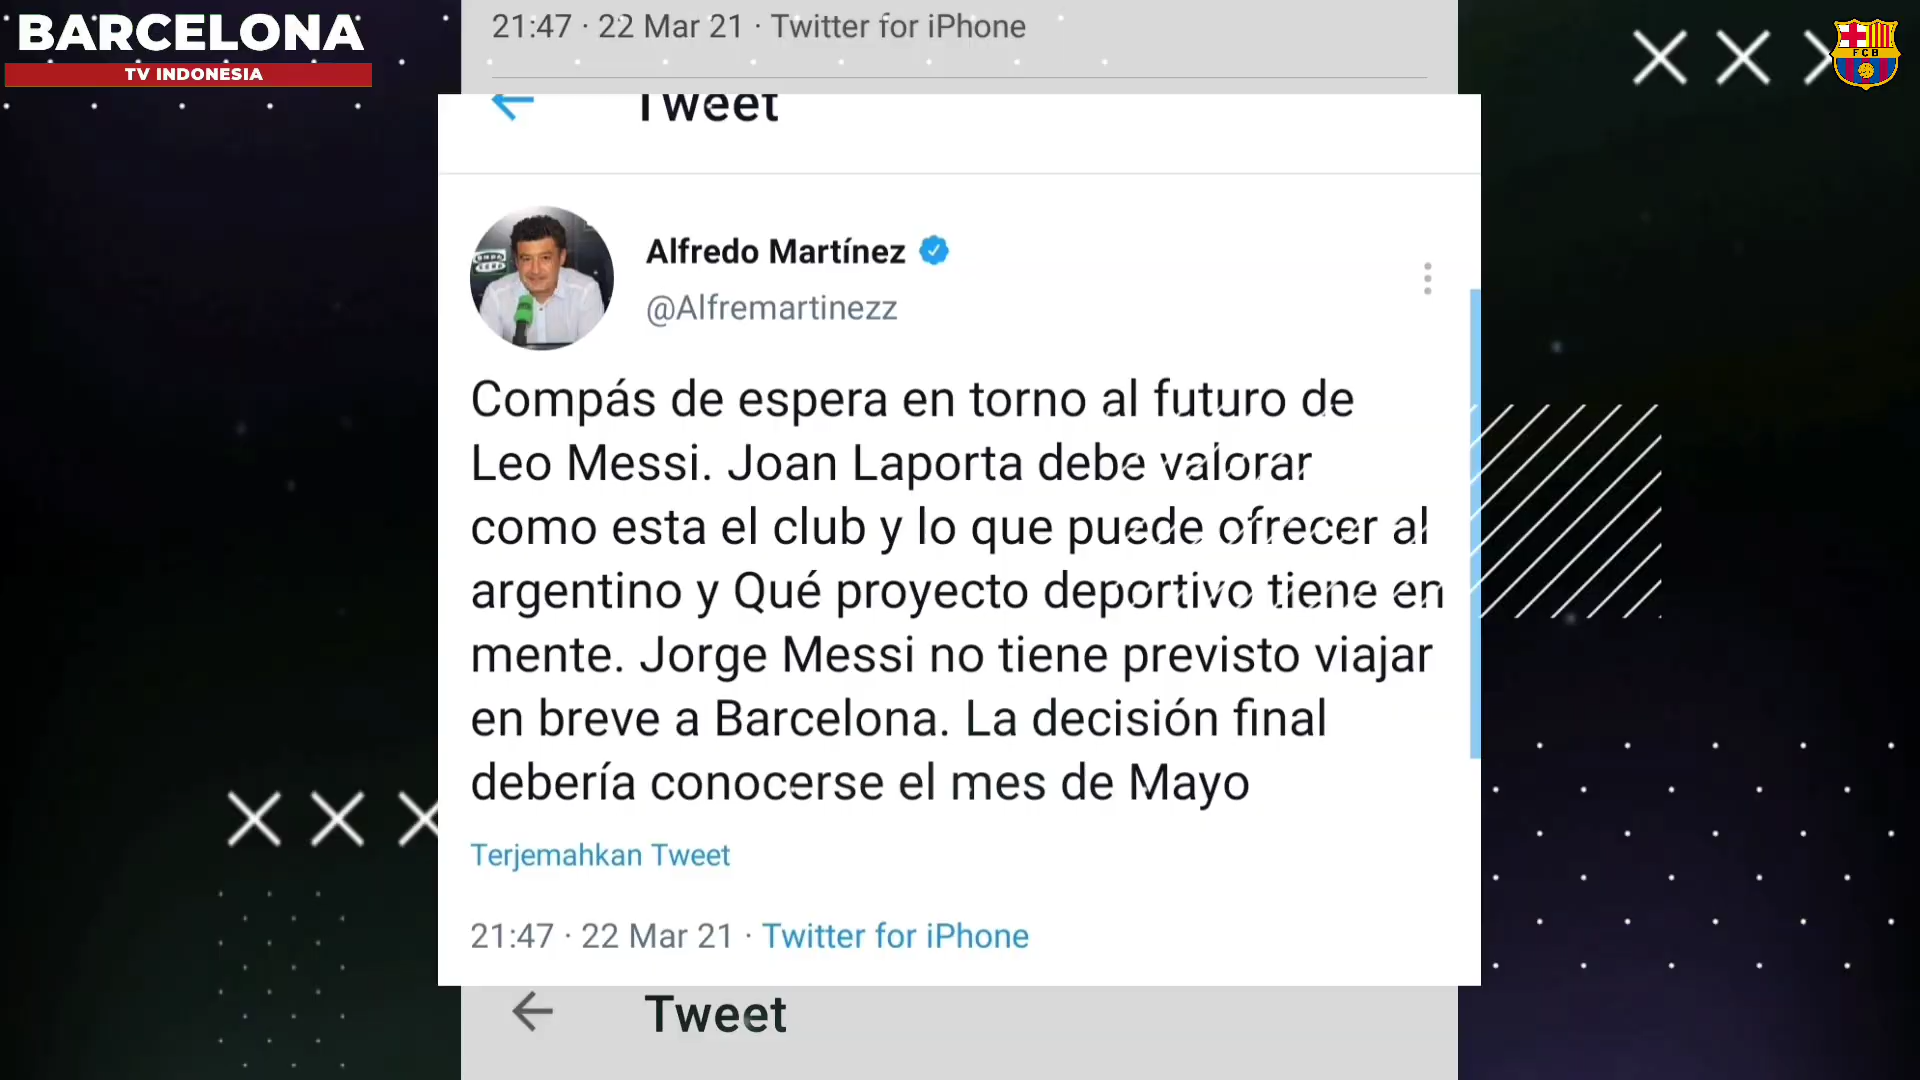 BARCELONA
TV INDONESIA
FCB
21:47 · 22 Mar 21 · Twitter for iPhone
Tweet
Alfredo Martínez
@Alfremartinezz
Compás de espera en torno al futuro de
Leo Messi. Joan Laporta debe valorar
como esta el club y lo que puede ofrecer al
argentino y Qué proyecto deportivo tiene en
mente. Jorge Messi no tiene previsto viajar
en breve a Barcelona. La decisión final
debería conocerse el mes de Mayo
Terjemahkan Tweet
21:47 · 22 Mar 21 · Twitter for iPhone
Tweet